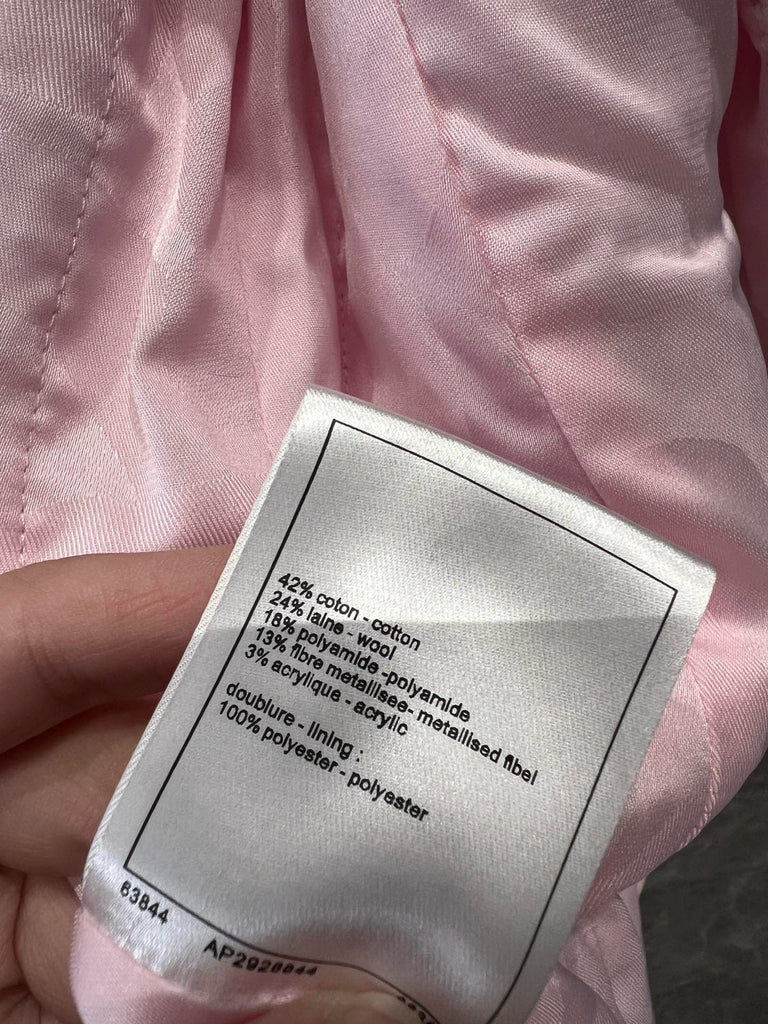 42% coton - cotton
24% laine - wool
18% polyamide -polyamide
13% fibre metallisee- metallised fibel
3% acrylique - acrylic
doublure - lining :
100% polyester - polyester
63844